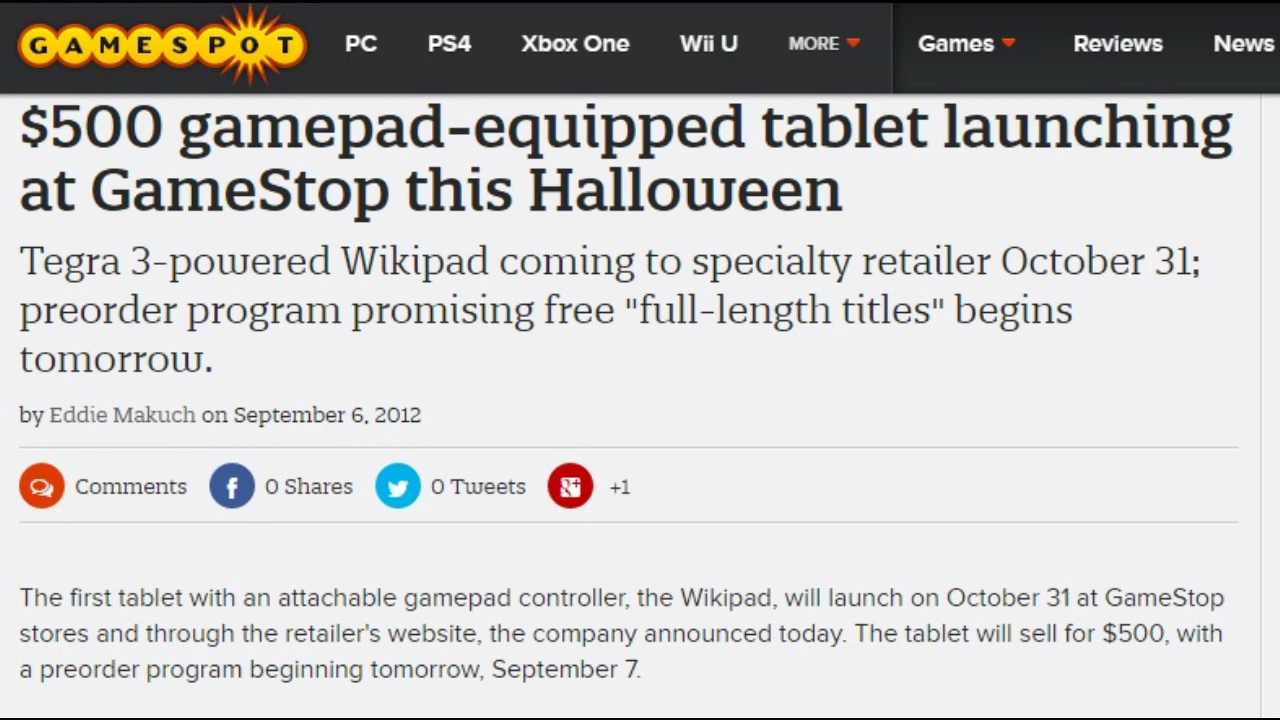 GAMESPOT PC PS4 Xbox One Wii U MORE Games Reviews News
$500 gamepad-equipped tablet launching
at GameStop this Halloween
Tegra 3-powered Wikipad coming to specialty retailer October 31;
preorder program promising free "full-length titles" begins
tomorrow.
by Eddie Makuch on September 6, 2012
Comments f 0 Shares 0 Tweets g+ +1
The first tablet with an attachable gamepad controller, the Wikipad, will launch on October 31 at GameStop
stores and through the retailer's website, the company announced today. The tablet will sell for $500, with
a preorder program beginning tomorrow, September 7.